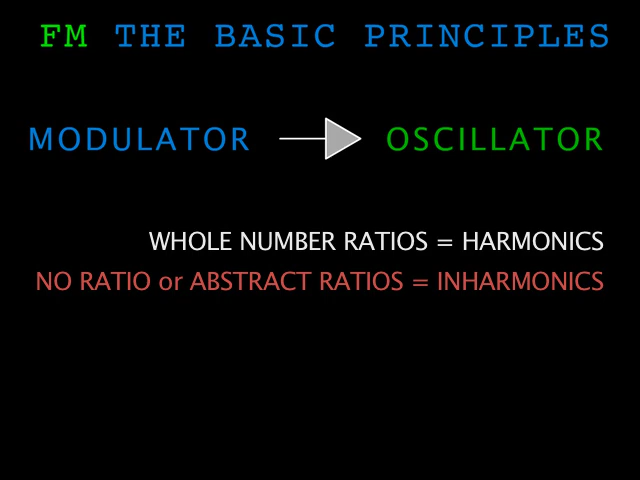 FM THE BASIC PRINCIPLES
MODULATOR OSCILLATOR
WHOLE NUMBER RATIOS = HARMONICS
NO RATIO or ABSTRACT RATIOS = INHARMONICS